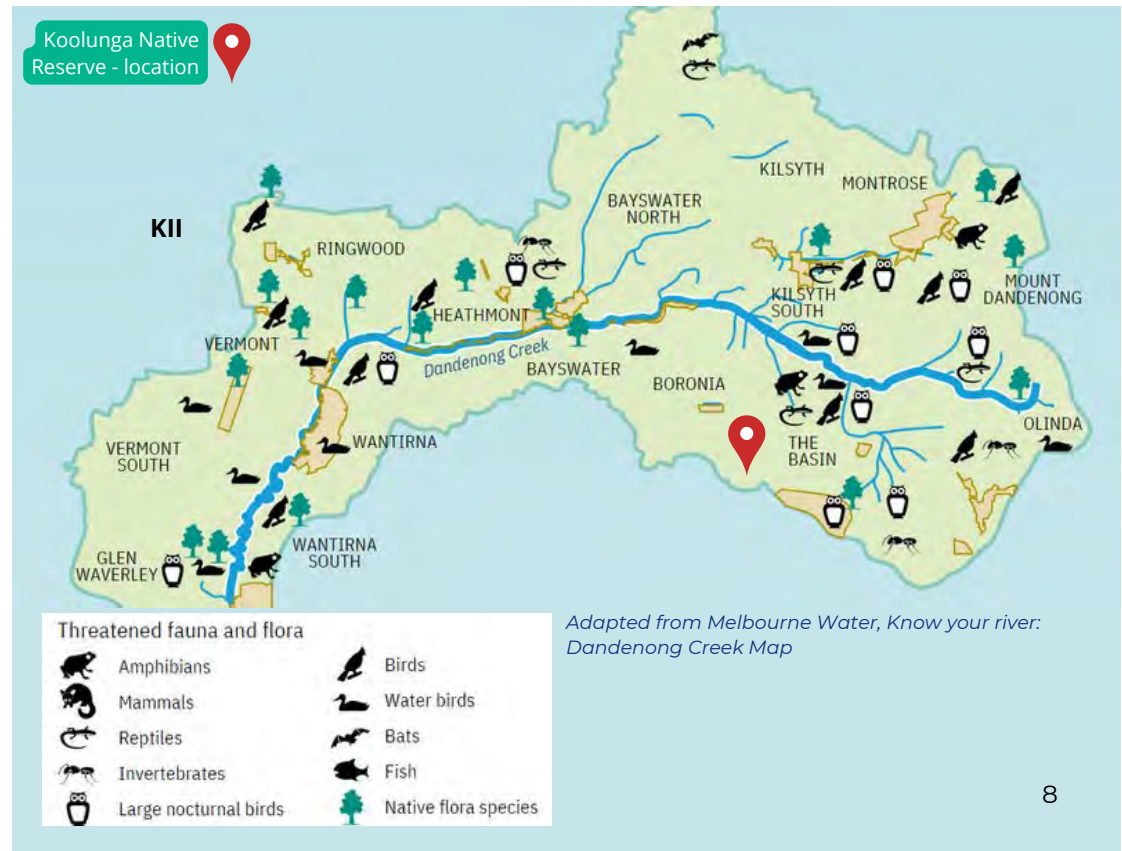 Koolunga Native
Reserve - location
KII
KILSYTH
MONTROSE
BAYSWATER
NORTH
RINGWOOD
MOUNT
DANDENONG
KILSYTH
SOUTH
HEATHMONT
VERMONT
Dandenong Creek
BAYSWATER
BORONIA
OLINDA
WANTIRNA
THE
BASIN
VERMONT
SOUTH
WANTIRNA
SOUTH
GLEN
WAVERLEY
Threatened fauna and flora
Amphibians
Mammals
Reptiles
Invertebrates
Large nocturnal birds
Birds
Water birds
Bats
Fish
Native flora species
Adapted from Melbourne Water, Know your river:
Dandenong Creek Map
8